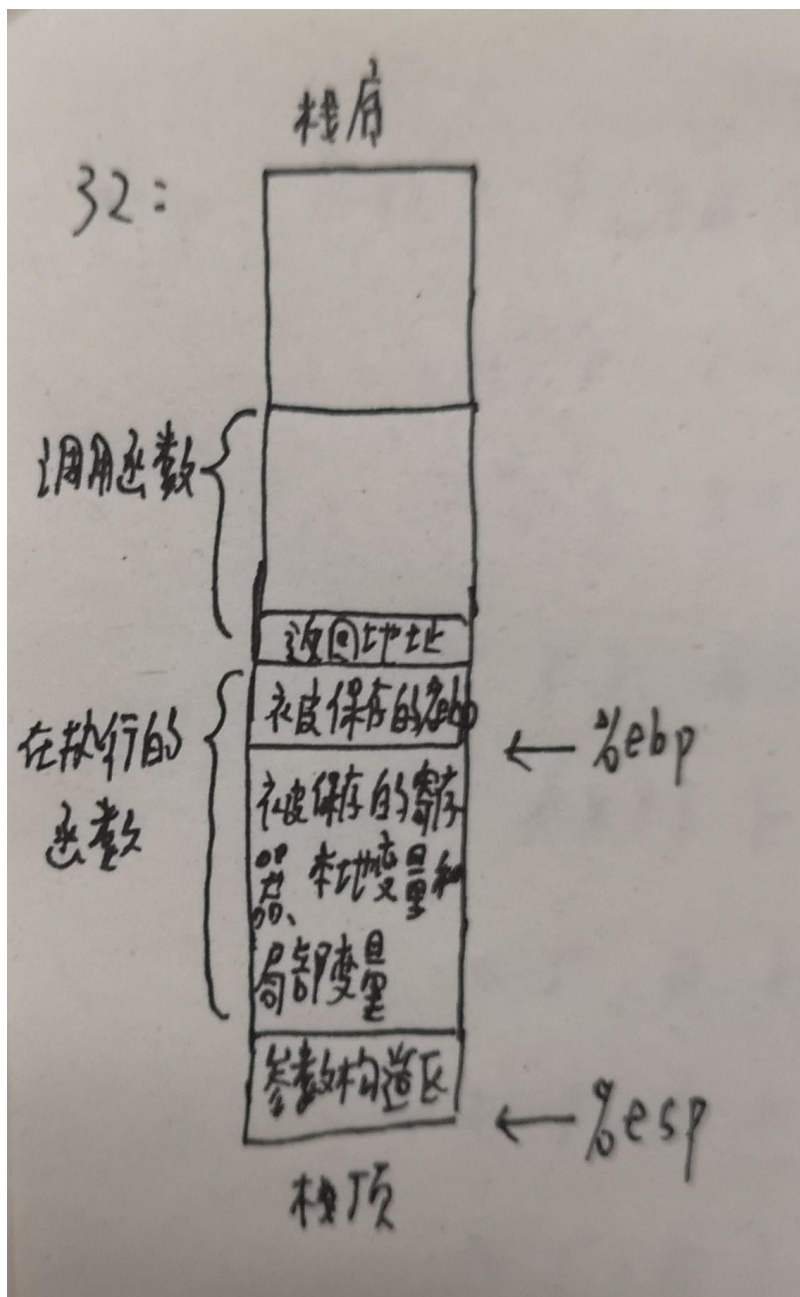 栈底
32:
调用函数
返回地址
被保存的%ebp
在执行的
函数
← %ebp
被保存的寄存
器、本地变量和
局部变量
参数构造区
← %esp
栈顶